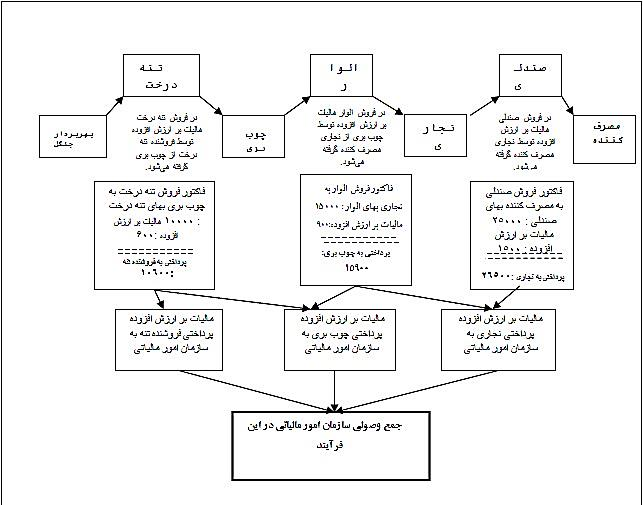 تنه
درخت
الوا
ر
صندلـ
ی
بهره‌بردار
جنگل
در فروش تنه درخت
مالیات بر ارزش افزوده
توسط فروشنده تنه
درخت از چوب بری
گرفته می‌شود.
چوب
بری
در فروش الوار مالیات
بر ارزش افزوده توسط
چوب بری از نجاری
مصرف کننده گرفته
می‌شود.
نجار
ی
در فروش صندلی
مالیات بر ارزش
افزوده توسط نجاری
از مصرف کننده گرفته
می‌شود.
مصرف
کننده
فاکتور فروش تنه درخت به
چوب بری بهای تنه درخت
: ۱۰۰۰۰ مالیات بر ارزش
افزوده : ۶۰۰
پرداختی به فروشنده تنه
: ۱۰۶۰۰
فاکتورفروش الواربه
نجاری بهای الوار: ۱۵۰۰۰
مالیات بر ارزش افزوده: ۹۰۰
پرداختی به چوب بری:
۱۵۹۰۰
فاکتور فروش صندلی
به مصرف کننده بهای
صندلی : ۲۵۰۰۰
مالیات بر ارزش
افزوده : ۱۵۰۰
پرداختی به نجاری : ۲۶۵۰۰
مالیات بر ارزش افزوده
پرداختی فروشنده تنه به
سازمان امور مالیاتی
مالیات بر ارزش افزوده
پرداختی چوب بری به
سازمان امور مالیاتی
مالیات بر ارزش افزوده
پرداختی نجاری به
سازمان امور مالیاتی
جمع وصولی سازمان امور مالیاتی در این
فرآیند